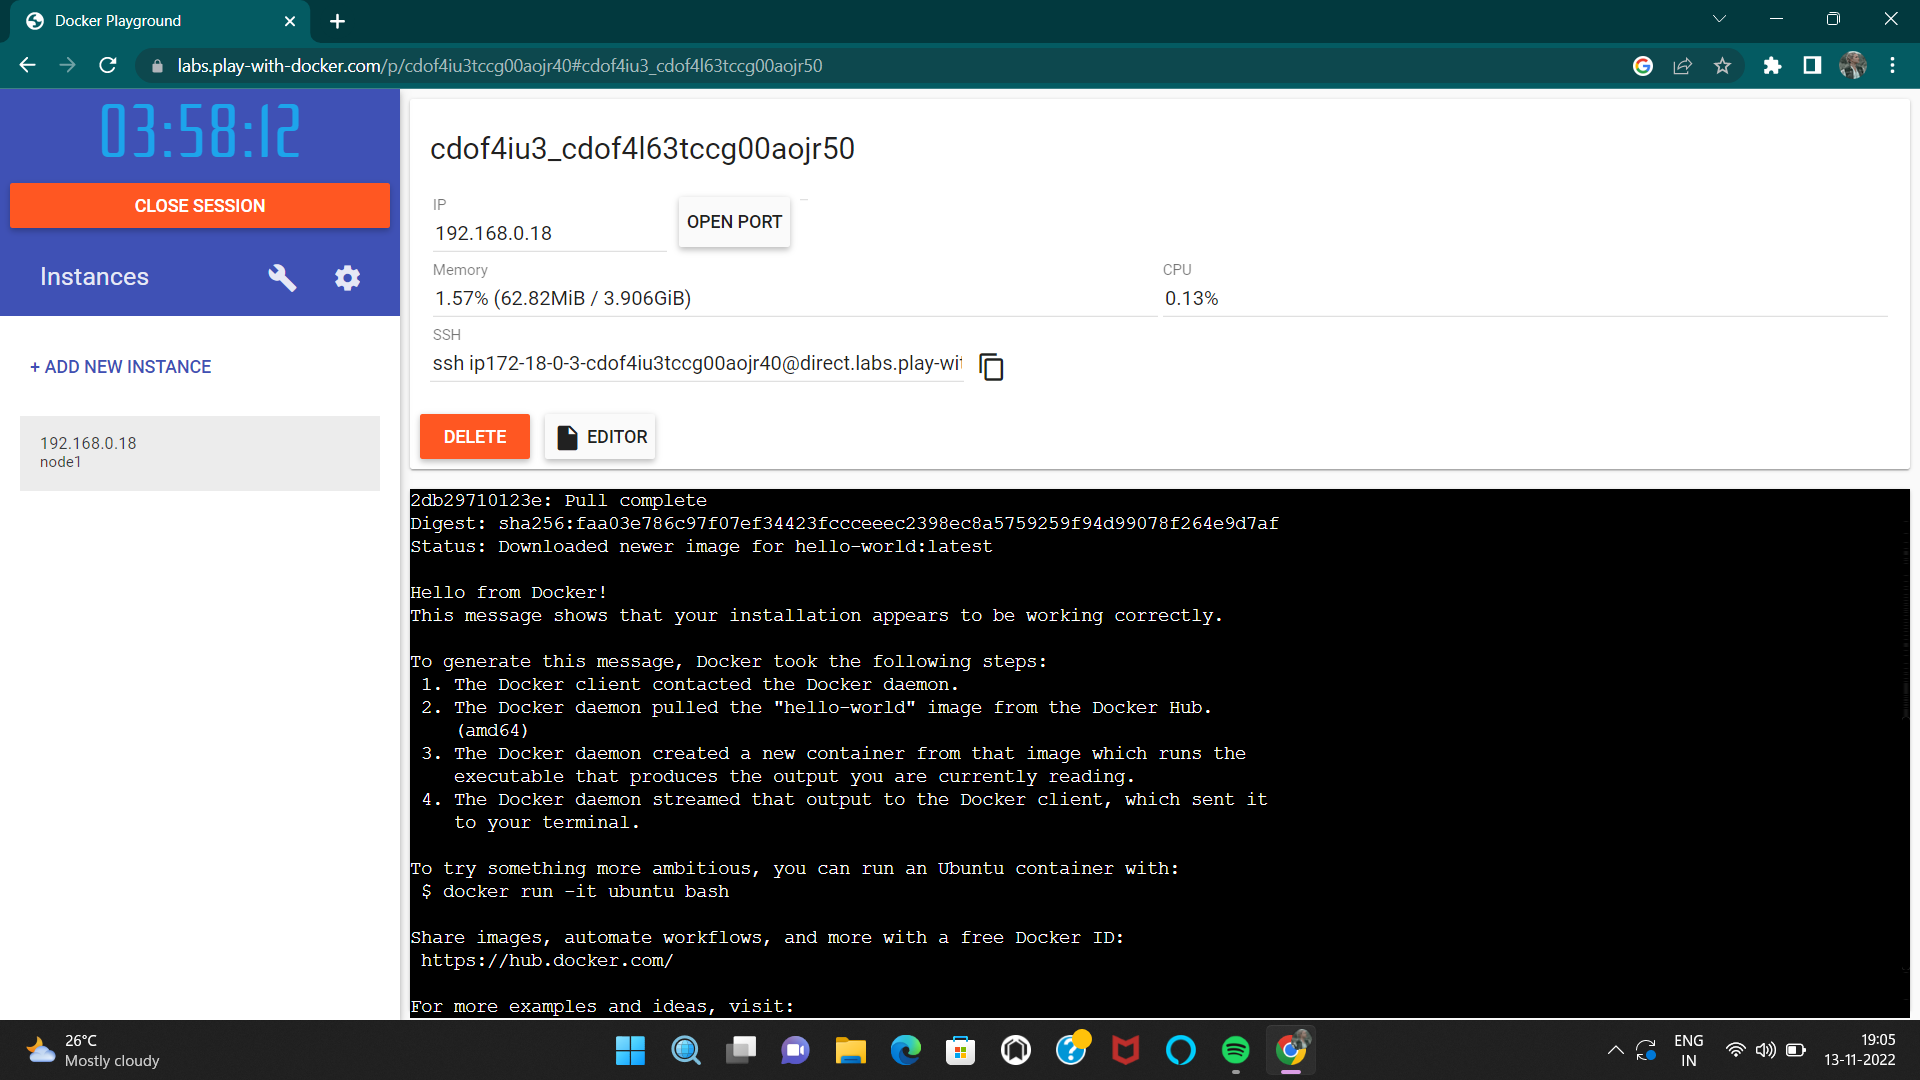 Docker Playground
labs.play-with-docker.com/p/cdof4iu3tccg00aojr40#cdof4iu3_cdof4l63tccg00aojr50
03:58:12
CLOSE SESSION
Instances
+ ADD NEW INSTANCE
192.168.0.18
node1
cdof4iu3_cdof4l63tccg00aojr50
IP
192.168.0.18
OPEN PORT
Memory
1.57% (62.82MiB / 3.906GiB)
CPU
0.13%
SSH
ssh ip172-18-0-3-cdof4iu3tccg00aojr40@direct.labs.play-wit
DELETE
EDITOR
2db29710123e: Pull complete
Digest: sha256:faa03e786c97f07ef34423fccceeec2398ec8a5759259f94d99078f264e9d7af
Status: Downloaded newer image for hello-world:latest
Hello from Docker!
This message shows that your installation appears to be working correctly.
To generate this message, Docker took the following steps:
1. The Docker client contacted the Docker daemon.
2. The Docker daemon pulled the "hello-world" image from the Docker Hub.
(amd64)
3. The Docker daemon created a new container from that image which runs the
executable that produces the output you are currently reading.
4. The Docker daemon streamed that output to the Docker client, which sent it
to your terminal.
To try something more ambitious, you can run an Ubuntu container with:
$ docker run -it ubuntu bash
Share images, automate workflows, and more with a free Docker ID:
https://hub.docker.com/
For more examples and ideas, visit:
26°C
Mostly cloudy
ENG
IN
19:05
13-11-2022